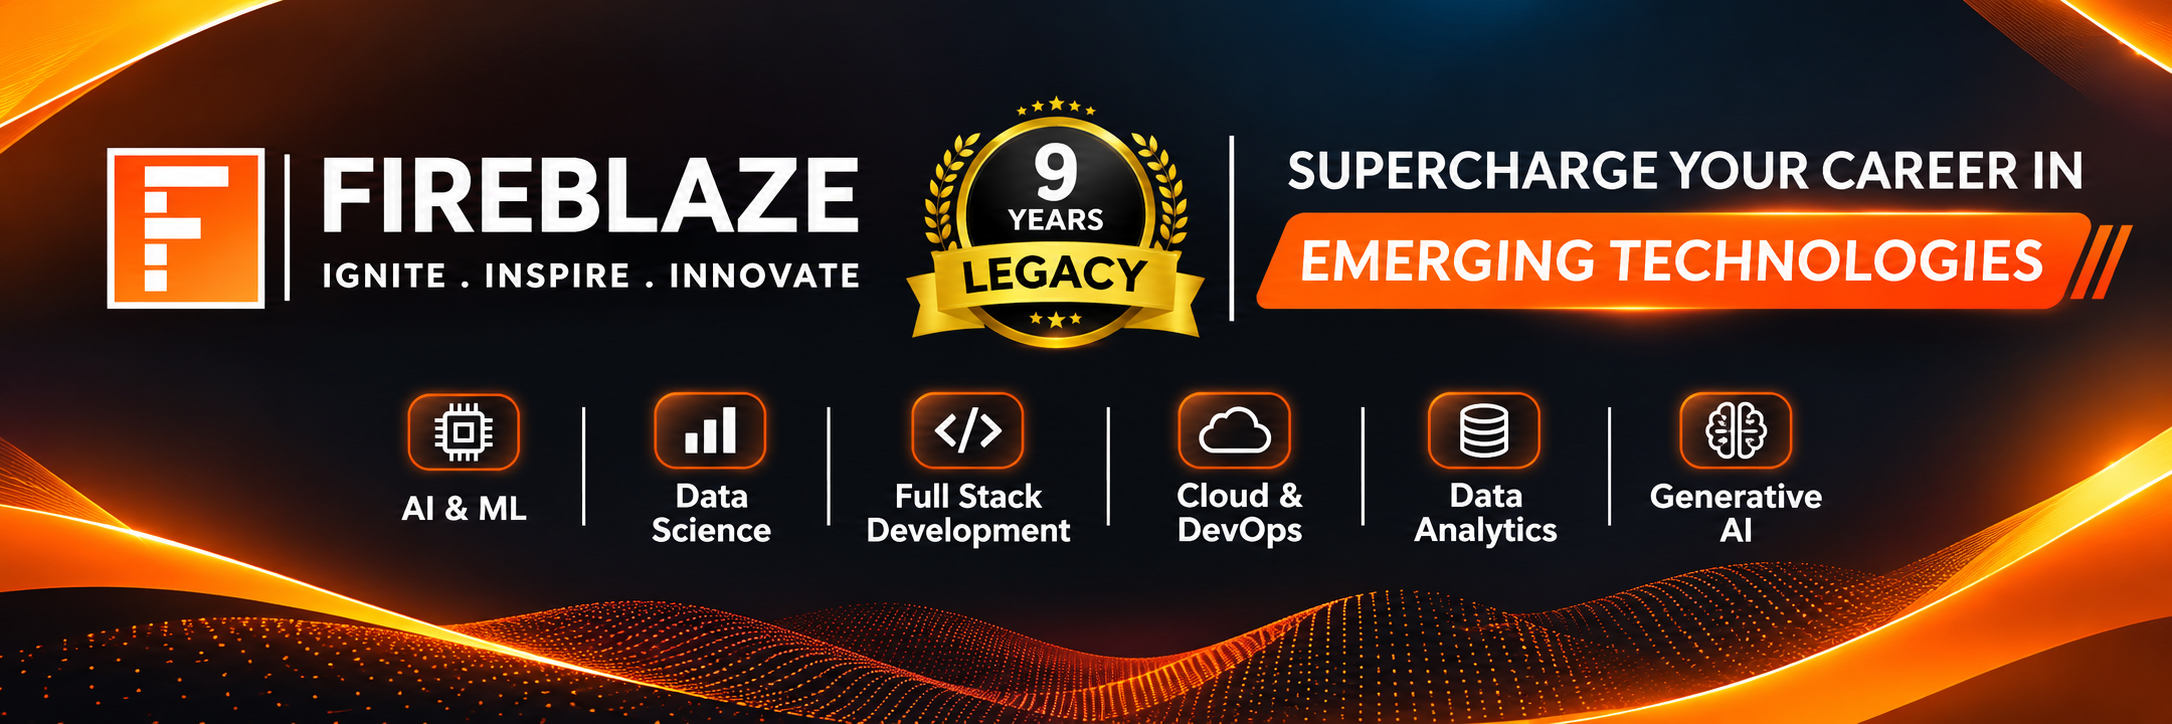 FIREBLAZE
IGNITE . INSPIRE . INNOVATE
9
YEARS
LEGACY
SUPERCHARGE YOUR CAREER IN
EMERGING TECHNOLOGIES
AI & ML
Data
Science
Full Stack
Development
Cloud &
DevOps
Data
Analytics
Generative
AI